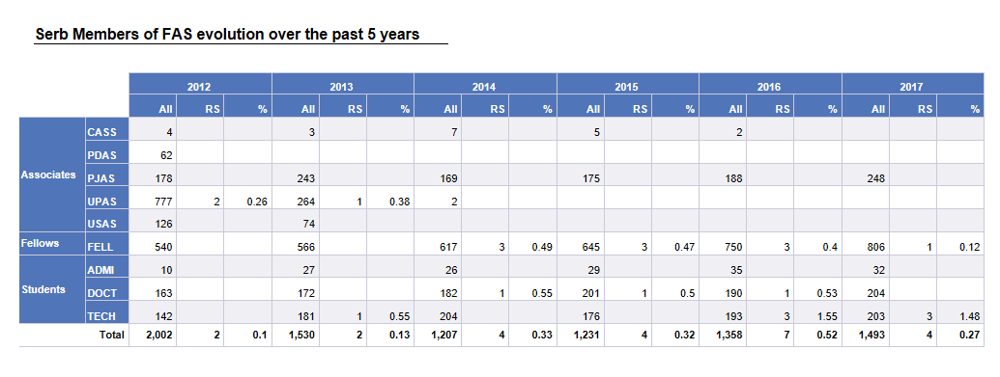 Serb Members of FAS evolution over the past 5 years
2012 2013 2014 2015 2016 2017
All RS % All RS % All RS % All RS % All RS % All RS %
Associates CASS 4 3 7 5 2
PDAS 62
PJAS 178 243 169 175 188 248
UPAS 777 2 0.26 264 1 0.38 2
USAS 126 74
Fellows FELL 540 566 617 3 0.49 645 3 0.47 750 3 0.4 806 1 0.12
Students ADMI 10 27 26 29 35 32
DOCT 163 172 182 1 0.55 201 1 0.5 190 1 0.53 204
TECH 142 181 1 0.55 204 176 193 3 1.55 203 3 1.48
Total 2,002 2 0.1 1,530 2 0.13 1,207 4 0.33 1,231 4 0.32 1,358 7 0.52 1,493 4 0.27